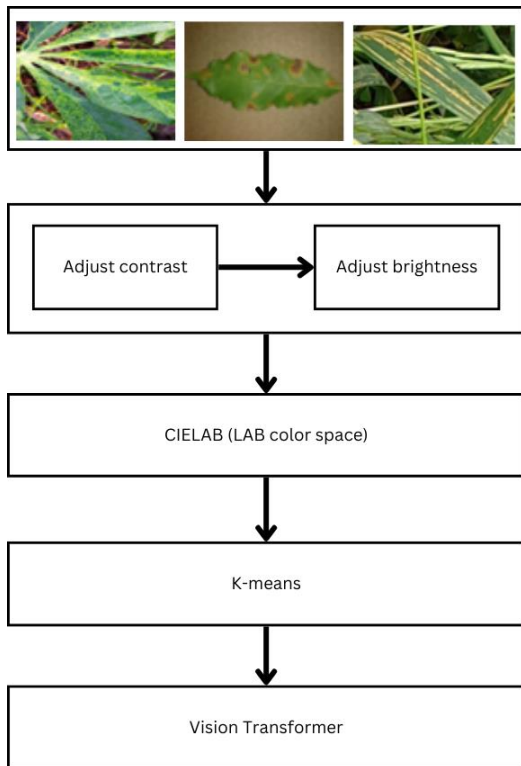 Adjust contrast
Adjust brightness
CIELAB (LAB color space)
K-means
Vision Transformer